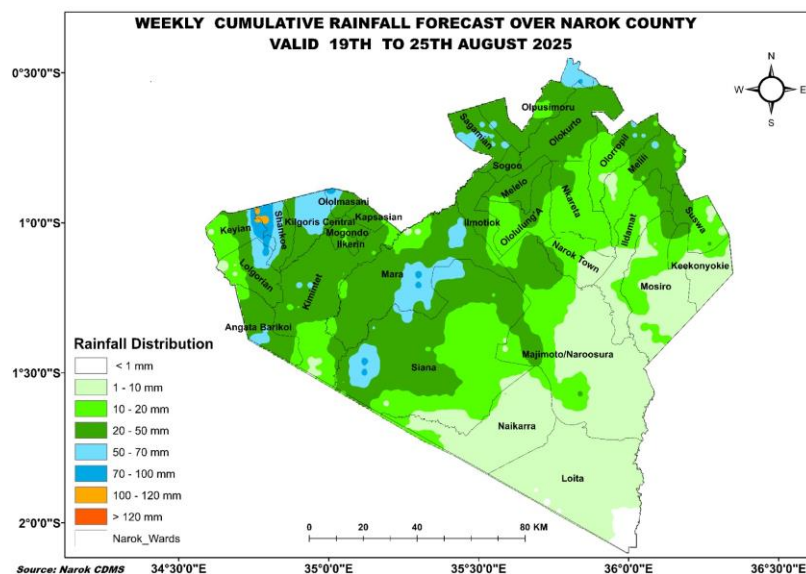 WEEKLY CUMULATIVE RAINFALL FORECAST OVER NAROK COUNTY
VALID 19TH TO 25TH AUGUST 2025
0°30'0"S
1°0'0"S
1°30'0"S
2°0'0"S
N
W
E
S
Olpusimoru
Sagamian
Olokurto
Sogoo
Olorropil
Melili
Melelo
Nkareta
Ololmasani
Shankoe
Kilgoris Central
Kapsasian
Keyian
Mogondo
Ilkerin
Ilmotiok
Ololulung'A
Ildamat
Suswa
Narok Town
Keekonyokie
Lolgorian
Kimintet
Mara
Mosiro
Angata Barikoi
Siana
Majimoto/Naroosura
Naikarra
Loita
Rainfall Distribution
< 1 mm
1 - 10 mm
10 - 20 mm
20 - 50 mm
50 - 70 mm
70 - 100 mm
100 - 120 mm
> 120 mm
Narok_Wards
0 40 80 KM
Source: Narok CDMS
34°30'0"E
35°0'0"E
35°30'0"E
36°0'0"E
36°30'0"E